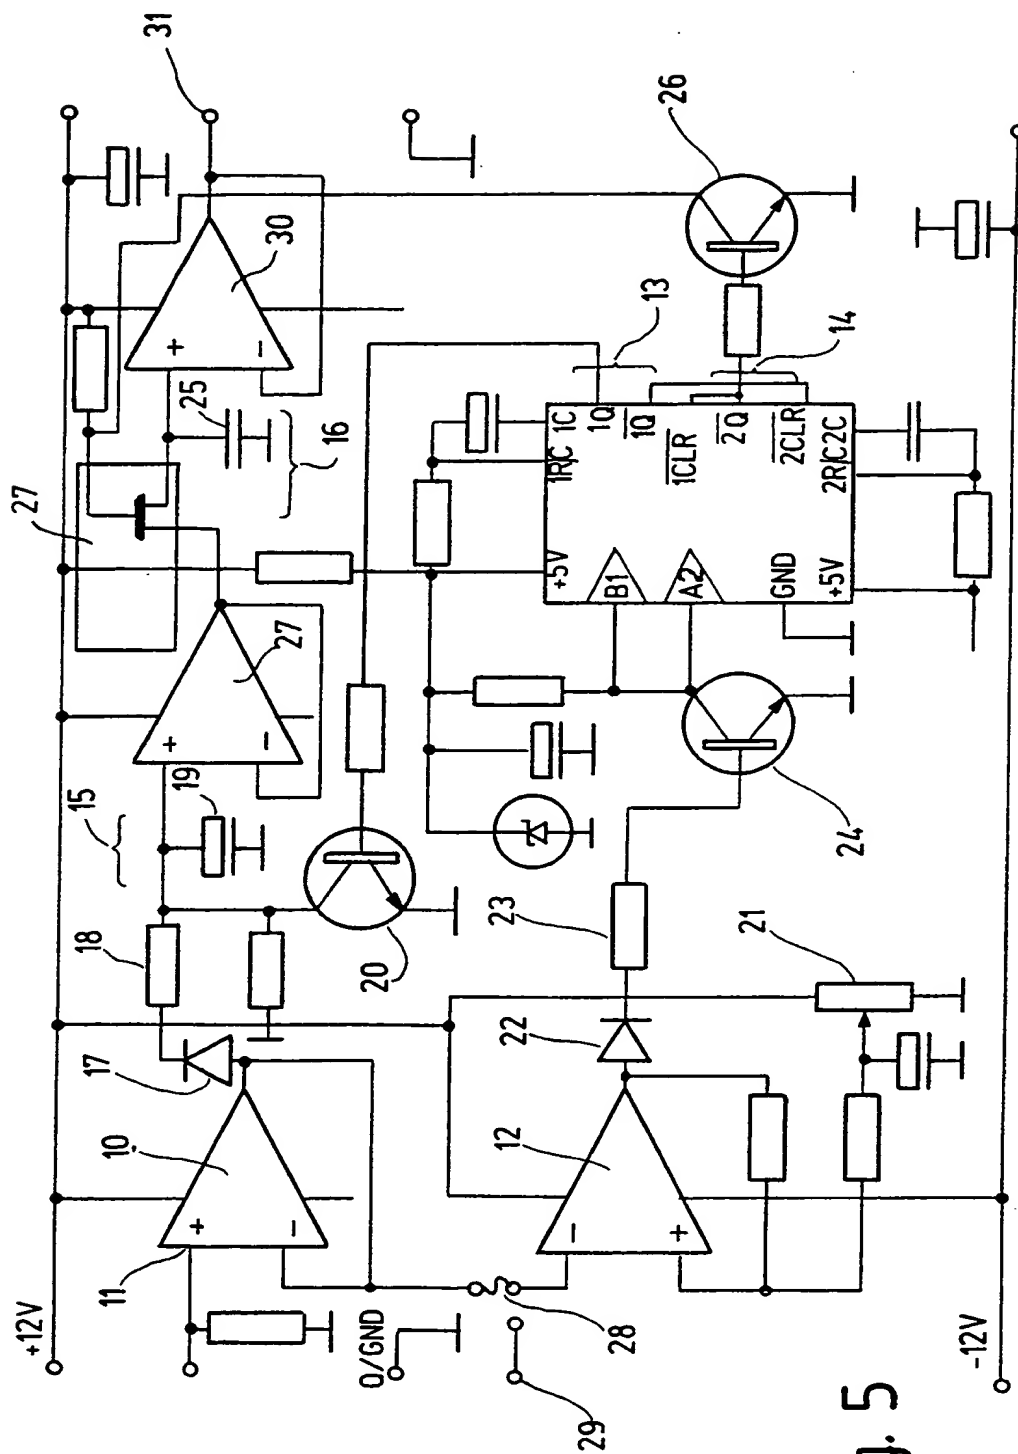 +12V
11
10
17
18
15
19
27
27
25
16
30
31
+
−
+
−
+
−
20
0/GND
28
29
12
−
+
22
23
21
24
26
13
14
+5V
1RC
1C
1Q
1Q
1CLR
2Q
2CLR
B1
A2
GND
+5V
2R/C
2C
-12V
g. 5